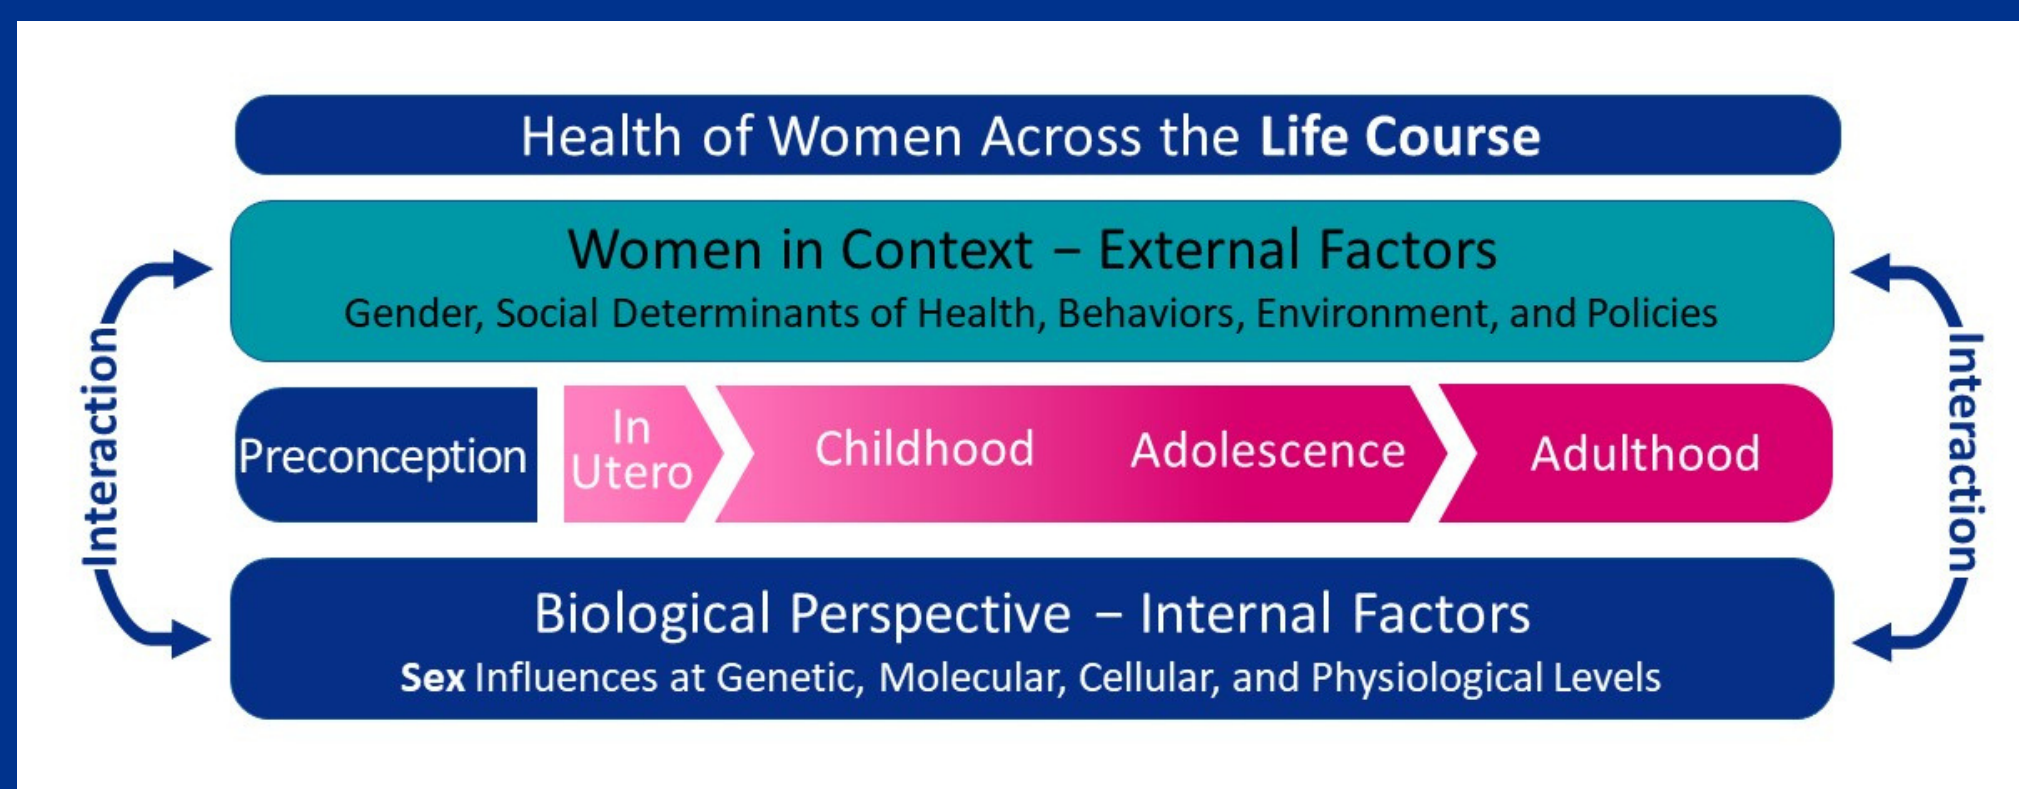 Health of Women Across the Life Course
Women in Context – External Factors
Gender, Social Determinants of Health, Behaviors, Environment, and Policies
Interaction
Preconception
In
Utero
Childhood
Adolescence
Adulthood
Interaction
Biological Perspective – Internal Factors
Sex Influences at Genetic, Molecular, Cellular, and Physiological Levels